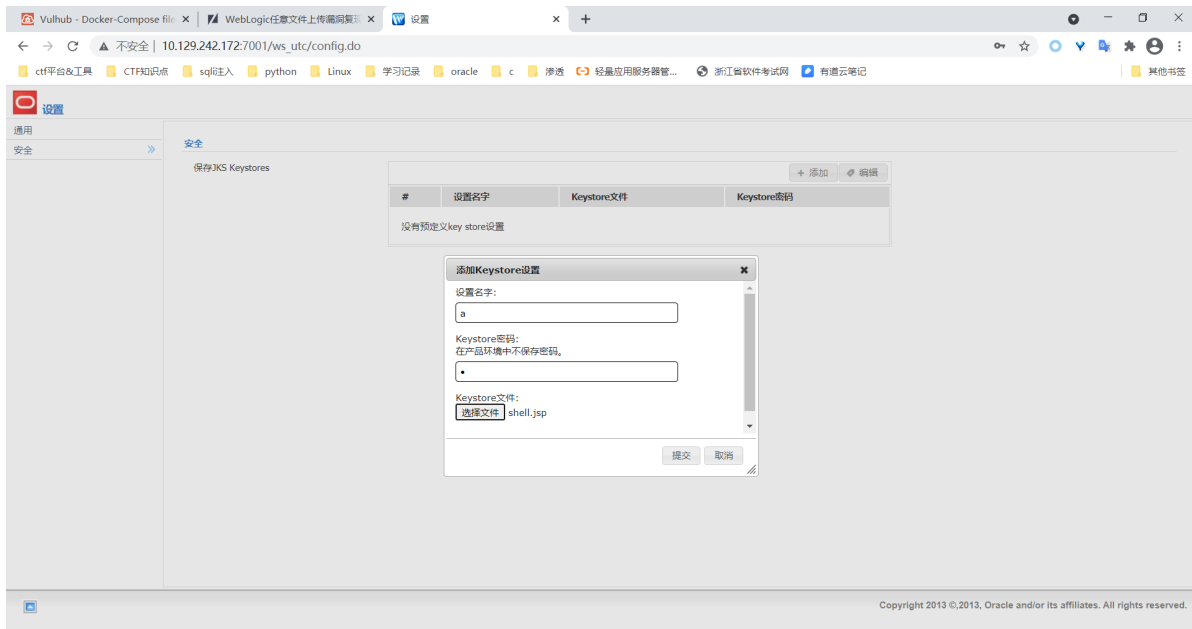 Vulhub - Docker-Compose file
WebLogic任意文件上传漏洞复现
设置
不安全 | 10.129.242.172:7001/ws_utc/config.do
ctf平台&工具 CTF知识点 sqli注入 python Linux 学习记录 oracle c 渗透 轻量应用服务器管... 浙江省软件考试网 有道云笔记 其他书签
设置
通用
安全
安全
保存JKS Keystores
添加 编辑
# 设置名字 Keystore文件 Keystore密码
没有预定义key store设置
添加Keystore设置
设置名字:
a
Keystore密码:
在产品环境中不保存密码。
•
Keystore文件:
选择文件 shell.jsp
提交 取消
Copyright 2013 ©,2013, Oracle and/or its affiliates. All rights reserved.